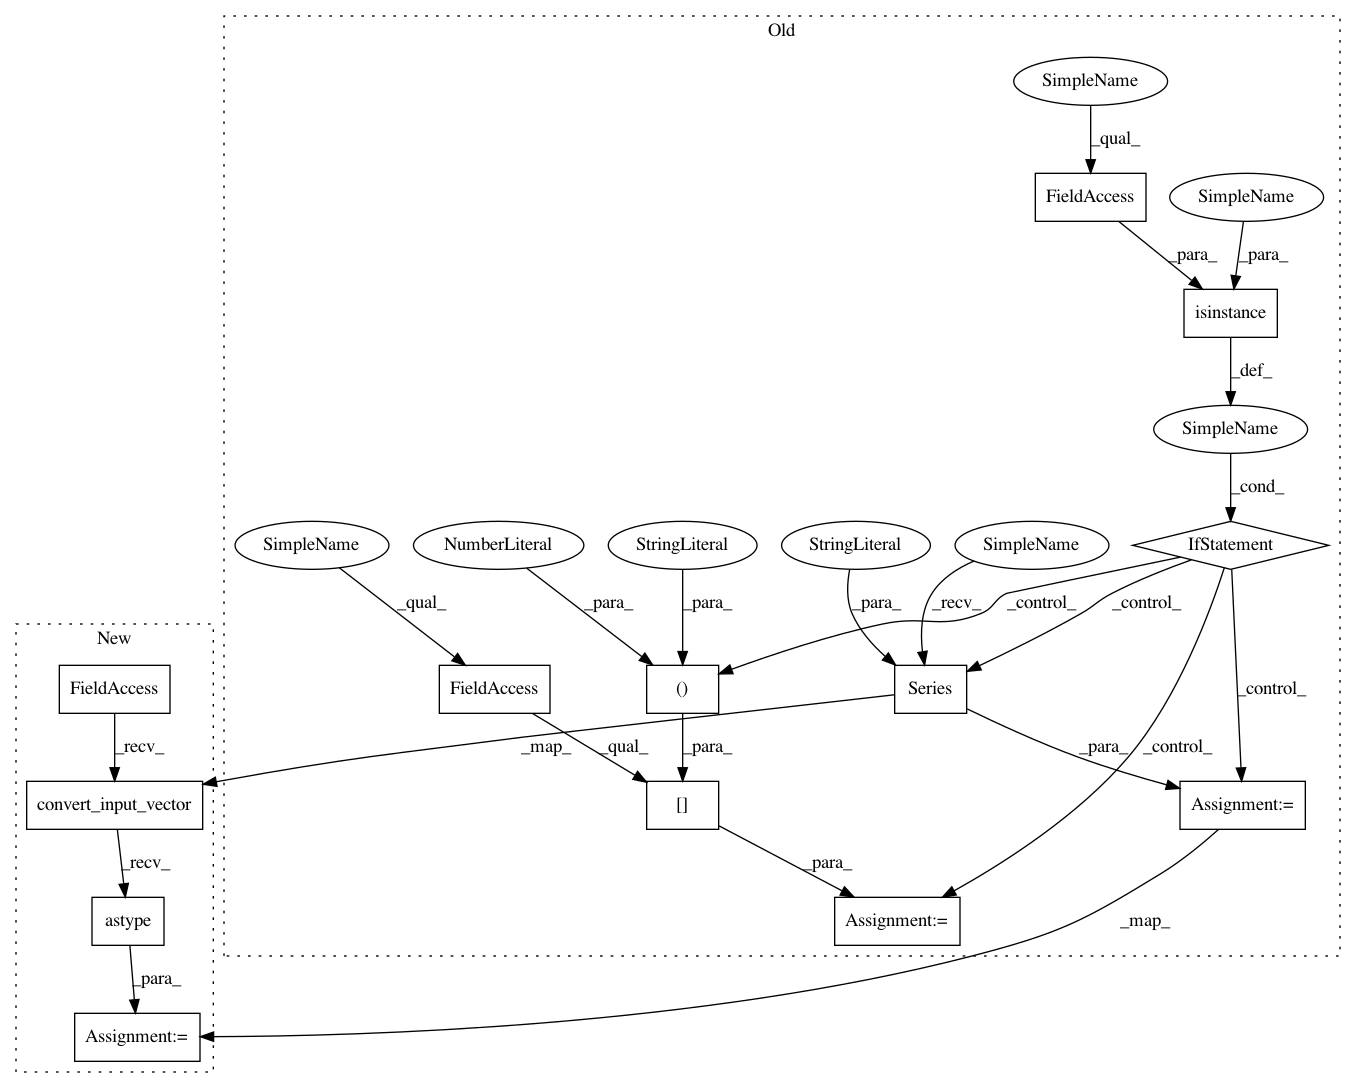 Old
SimpleName
_qual_
FieldAccess
SimpleName
_para_
_para_
isinstance
_def_
SimpleName
_cond_
SimpleName
NumberLiteral
StringLiteral
StringLiteral
SimpleName
IfStatement
_qual_
_para_
_para_
_para_
_recv_
_control_
_control_
New
FieldAccess
FieldAccess
()
Series
_control_
_recv_
_map_
_qual_
_para_
_para_
_control_
convert_input_vector
[]
Assignment:=
_recv_
_para_
astype
Assignment:=
_map_
_para_
Assignment:=